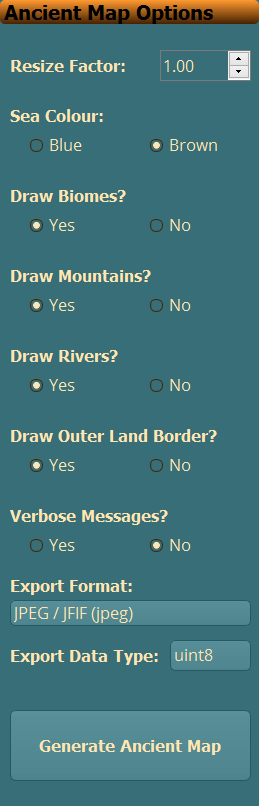 Ancient Map Options
Resize Factor: 1.00
Sea Colour:
Blue Brown
Draw Biomes?
Yes No
Draw Mountains?
Yes No
Draw Rivers?
Yes No
Draw Outer Land Border?
Yes No
Verbose Messages?
Yes No
Export Format:
JPEG / JFIF (jpeg)
Export Data Type: uint8
Generate Ancient Map